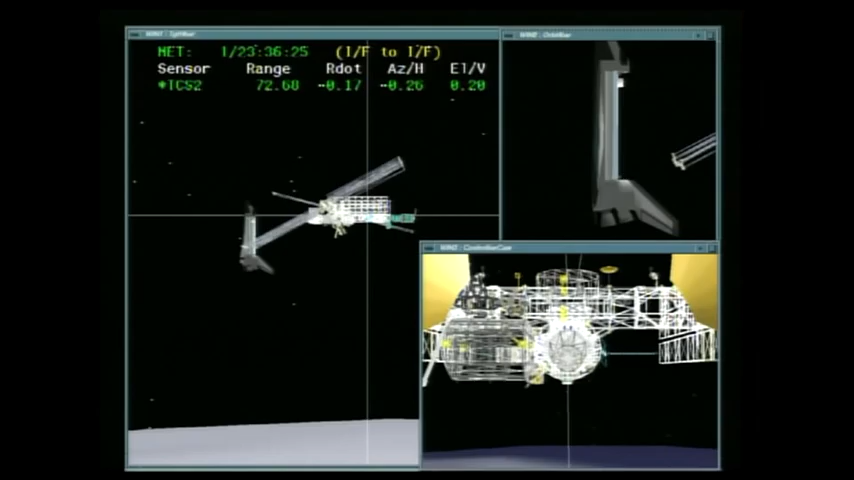 MET: 1/23:36:25 (I/F to I/F)
Sensor Range Rdot Az/H El/V
*TCS2 72.68 -0.17 -0.26 0.20